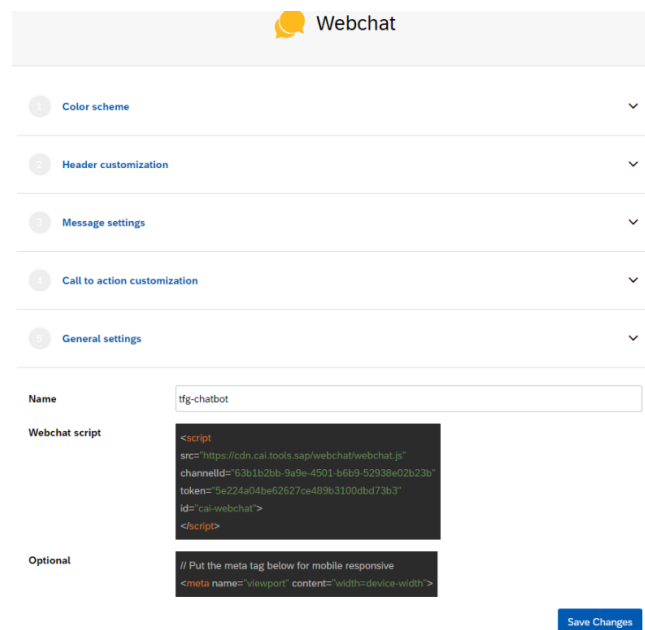 Webchat
1 Color scheme
2 Header customization
3 Message settings
4 Call to action customization
5 General settings
Name
tfg-chatbot
Webchat script
<script
src="https://cdn.cai.tools.sap/webchat/webchat.js"
channelId="63b1b2bb-9a9e-4501-b6b9-52938e02b23b"
token="5e224a04be62627ce489b3100dbd73b3"
id="cai-webchat">
</script>
Optional
// Put the meta tag below for mobile responsive
<meta name="viewport" content="width=device-width">
Save Changes